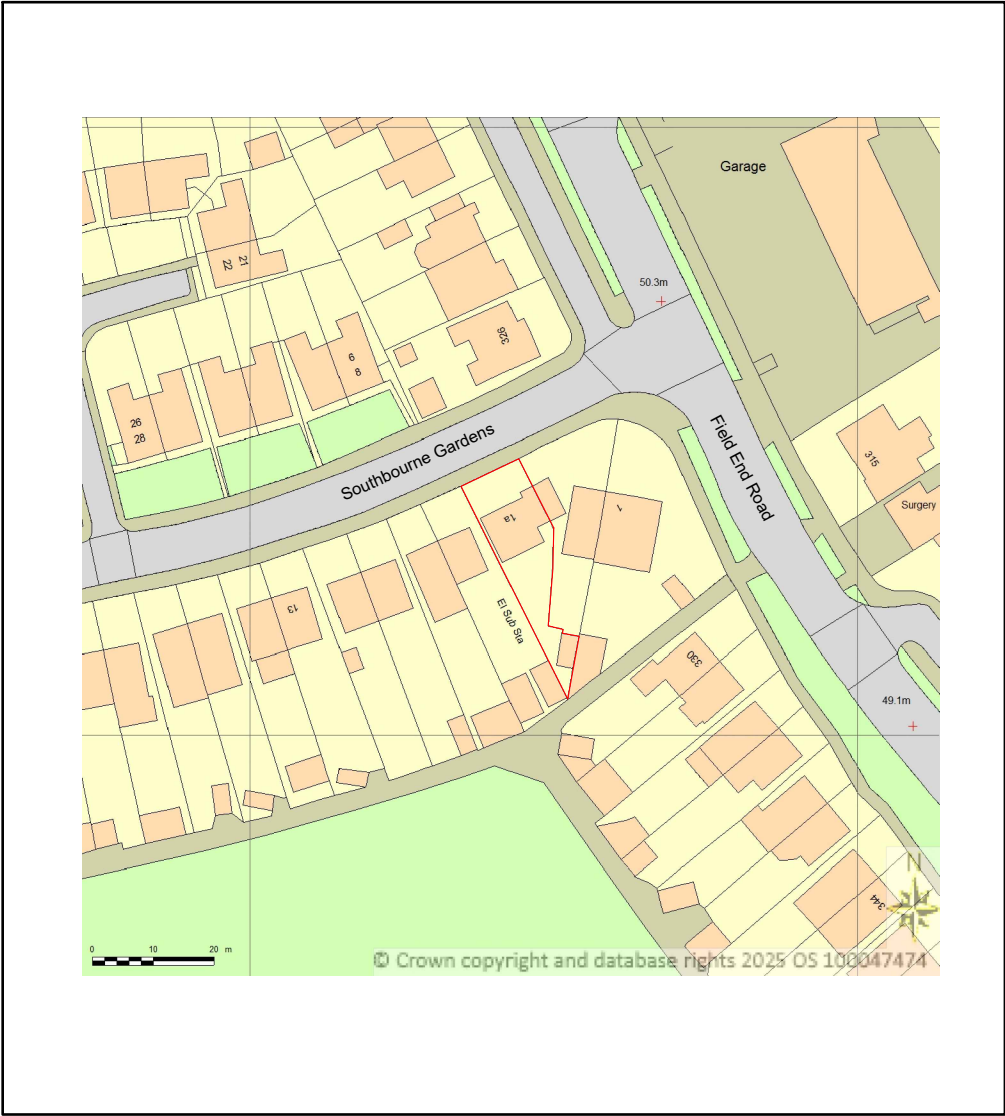 Garage
50.3m
21
22
326
6
8
26
28
Southbourne Gardens
Field End Road
315
Surgery
1a
1
El Sub Sta
13
330
49.1m
344
N
0 10 20 m
© Crown copyright and database rights 2025 OS 100047474